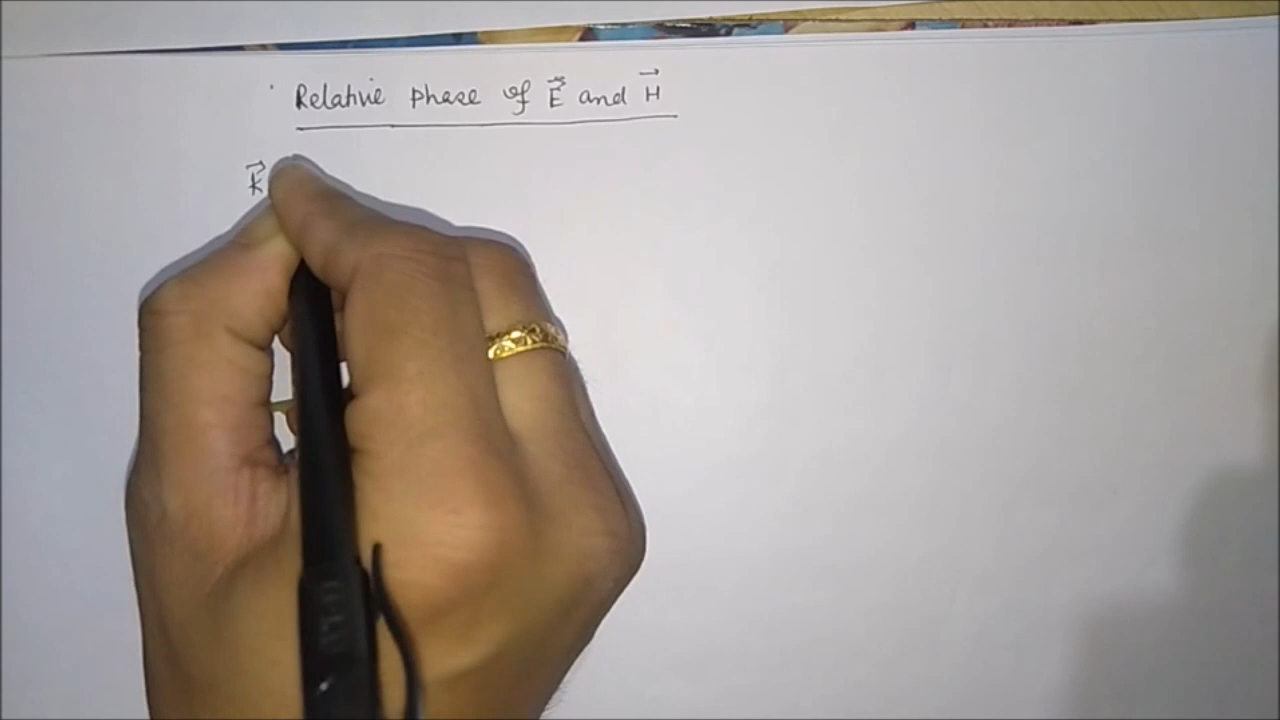 Relative phase of E⃗ and H⃗
k⃗